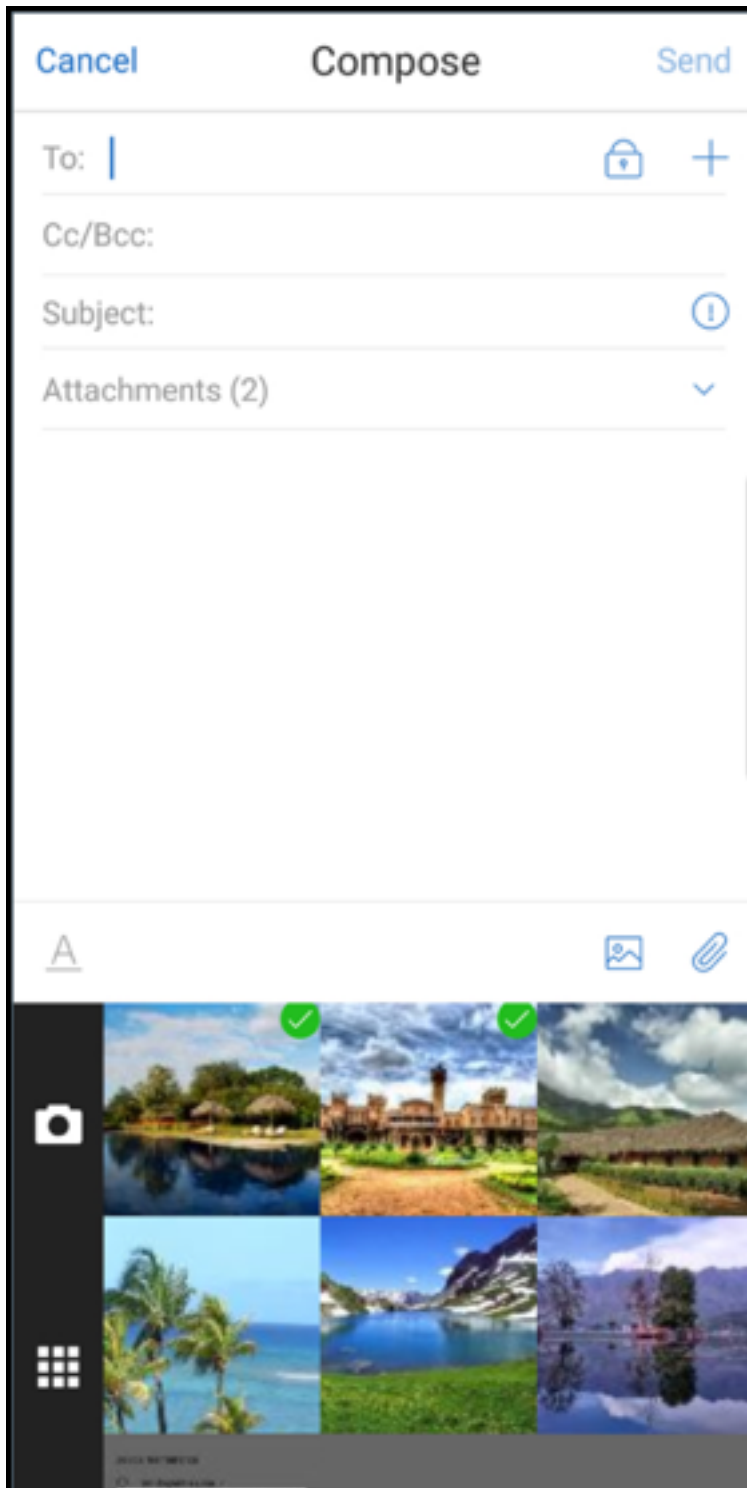 Cancel Compose Send
To:
Cc/Bcc:
Subject:
Attachments (2)
A